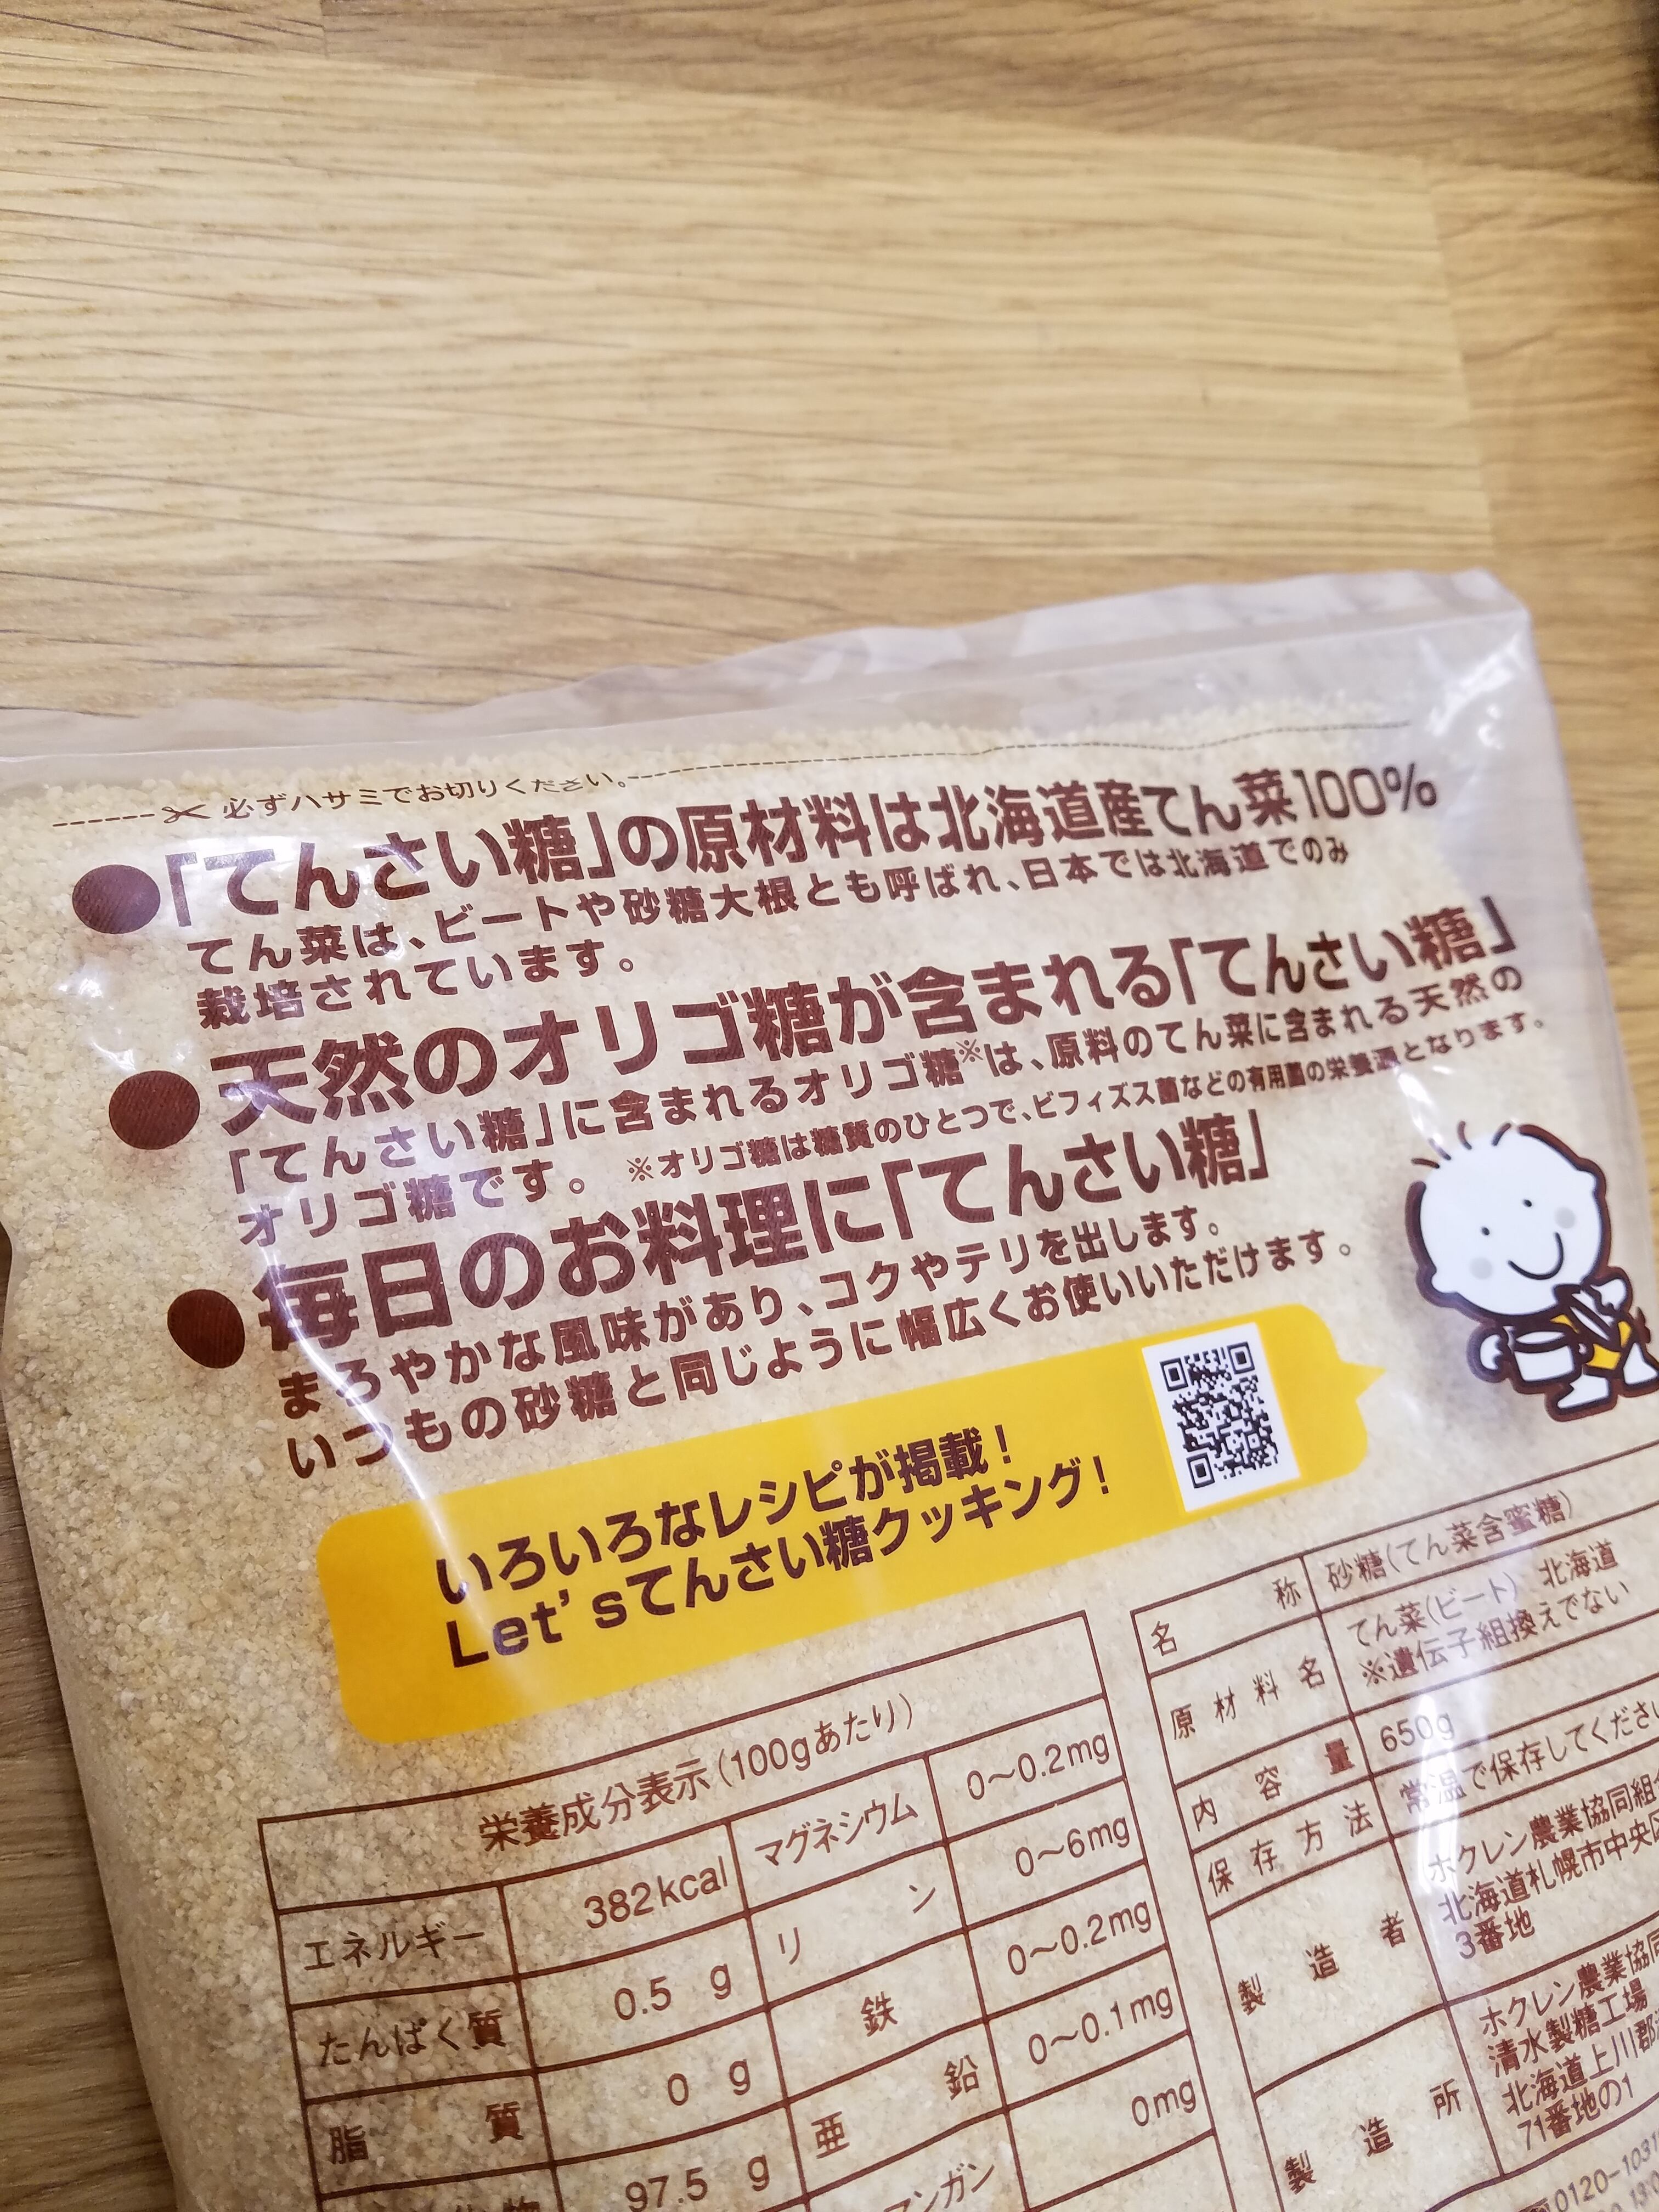 必ずハサミでお切りください。
●「てんさい糖」の原材料は北海道産てん菜100%
てん菜は、ビートや砂糖大根とも呼ばれ、日本では北海道でのみ
栽培されています。
●天然のオリゴ糖が含まれる「てんさい糖」
「てんさい糖」に含まれるオリゴ糖※は、原料のてん菜に含まれる天然の
オリゴ糖です。 ※オリゴ糖は糖質のひとつで、ビフィズス菌などの有用菌の栄養源となります。
●毎日のお料理に「てんさい糖」
まろやかな風味があり、コクやテリを出します。
いつもの砂糖と同じように幅広くお使いいただけます。
いろいろなレシピが掲載！
Let's てんさい糖クッキング！
栄養成分表示(100gあたり)
エネルギー 382kcal マグネシウム 0〜0.2mg
たんぱく質 0.5 g リン 0〜6mg
脂質 0 g 鉄 0〜0.2mg
97.5 g 亜鉛 0〜0.1mg
マンガン 0mg
名称 砂糖(てん菜含蜜糖)
原材料名 てん菜(ビート) 北海道
※遺伝子組換えでない
内容量 650g
保存方法 常温で保存してください
製造者 ホクレン農業協同組合
北海道札幌市中央区
3番地
製造所 ホクレン農業協同
清水製糖工場
北海道上川郡
71番地の1
0120-103